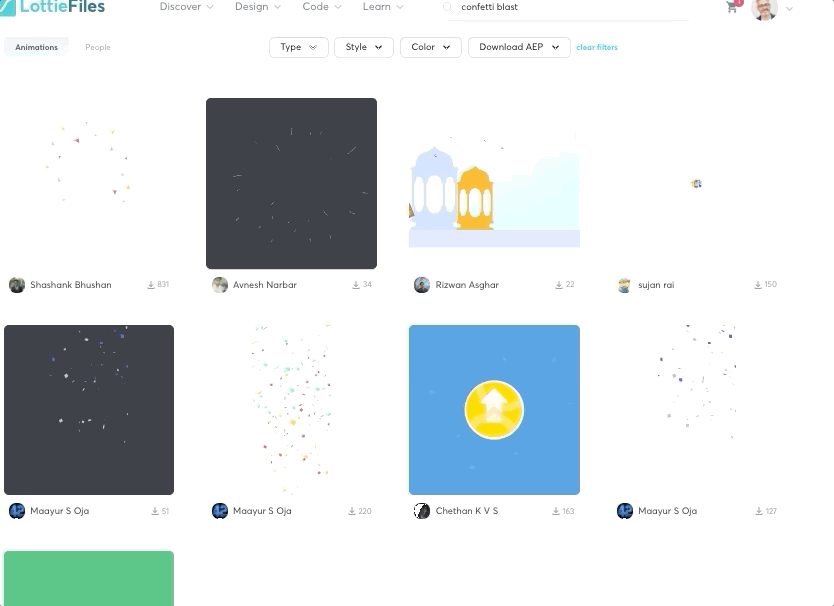 LottieFiles
Discover
Design
Code
Learn
confetti blast
1
Animations
People
Type
Style
Color
Download AEP
clear filters
Shashank Bhushan
831
Avnesh Narbar
34
Rizwan Asghar
22
sujan rai
150
Maayur S Oja
51
Maayur S Oja
220
Chethan K V S
163
Maayur S Oja
127